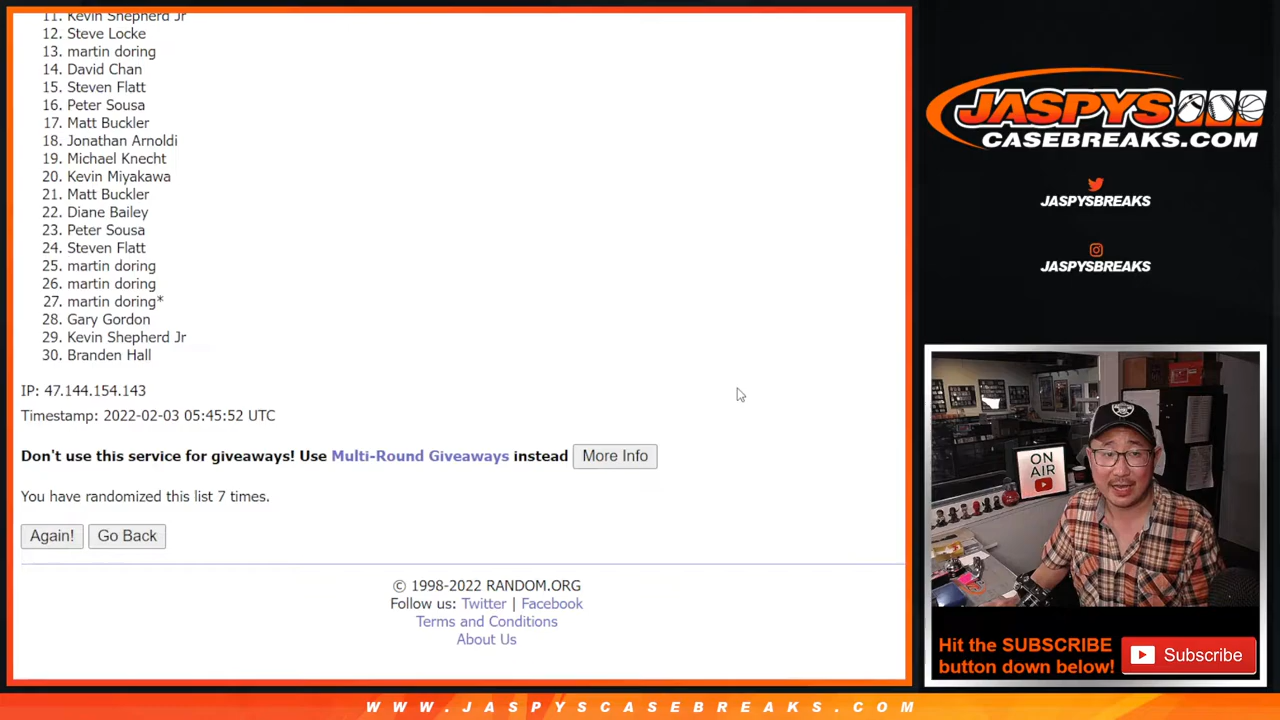 11. Kevin Shepherd Jr
12. Steve Locke
13. martin doring
14. David Chan
15. Steven Flatt
16. Peter Sousa
17. Matt Buckler
18. Jonathan Arnoldi
19. Michael Knecht
20. Kevin Miyakawa
21. Matt Buckler
22. Diane Bailey
23. Peter Sousa
24. Steven Flatt
25. martin doring
26. martin doring
27. martin doring*
28. Gary Gordon
29. Kevin Shepherd Jr
30. Branden Hall
IP: 47.144.154.143
Timestamp: 2022-02-03 05:45:52 UTC
Don't use this service for giveaways! Use Multi-Round Giveaways instead More Info
You have randomized this list 7 times.
Again! Go Back
© 1998-2022 RANDOM.ORG
Follow us: Twitter | Facebook
Terms and Conditions
About Us
JASPYS
CASEBREAKS.COM
JASPYSBREAKS
JASPYSBREAKS
ON
AIR
Hit the SUBSCRIBE
button down below!
Subscribe
WWW.JASPYSCASEBREAKS.COM